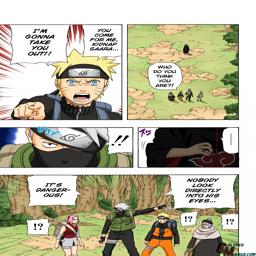 YOU
COME
FOR ME,
KIDNAP
GAARA...
I'M
GONNA
TAKE
YOU
OUT!!
WHO
DO YOU
THINK
YOU
ARE?!
!!
NOBODY
LOOK
DIRECTLY
INTO HIS
EYES...
IT'S
DANGER-
OUS!
!?
!?
!?